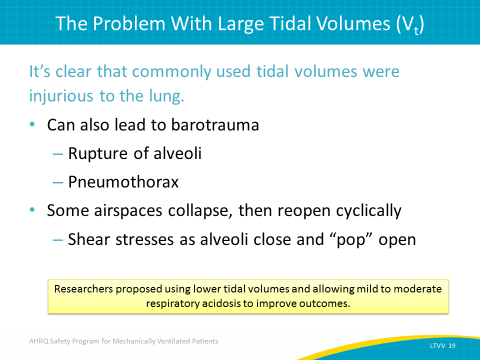 The Problem With Large Tidal Volumes (Vt)
It’s clear that commonly used tidal volumes were
injurious to the lung.
• Can also lead to barotrauma
– Rupture of alveoli
– Pneumothorax
• Some airspaces collapse, then reopen cyclically
– Shear stresses as alveoli close and “pop” open
Researchers proposed using lower tidal volumes and allowing mild to moderate
respiratory acidosis to improve outcomes.
AHRQ Safety Program for Mechanically Ventilated Patients
LTVV 19